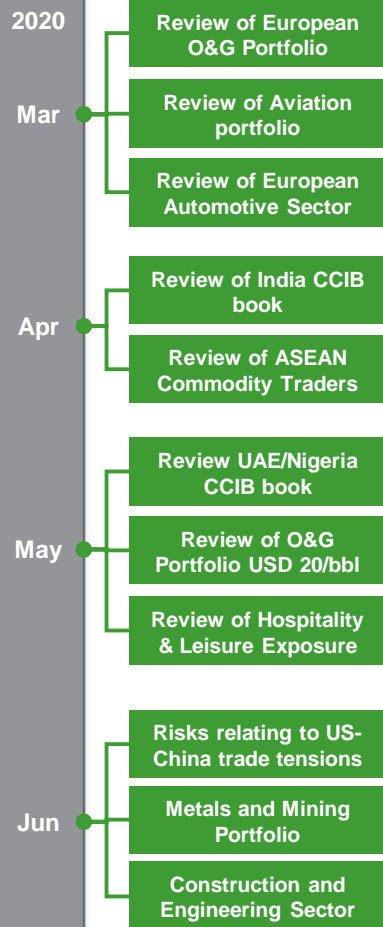 2020
Mar
Review of European
O&G Portfolio
Review of Aviation
portfolio
Review of European
Automotive Sector
Apr
Review of India CCIB
book
Review of ASEAN
Commodity Traders
May
Review UAE/Nigeria
CCIB book
Review of O&G
Portfolio USD 20/bbl
Review of Hospitality
& Leisure Exposure
Jun
Risks relating to US-
China trade tensions
Metals and Mining
Portfolio
Construction and
Engineering Sector